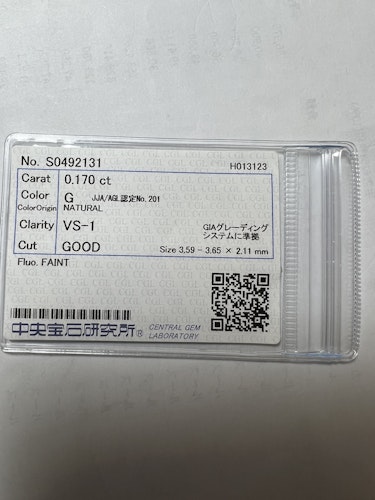 No. S0492131
H013123
Carat 0.170 ct
Color G JJA/AGL認定No. 201
ColorOrigin NATURAL
Clarity VS-1
GIAグレーディング
システムに準拠
Cut GOOD
Size 3.59 - 3.65 × 2.11 mm
Fluo. FAINT
中央宝石研究所® CENTRAL GEM
LABORATORY